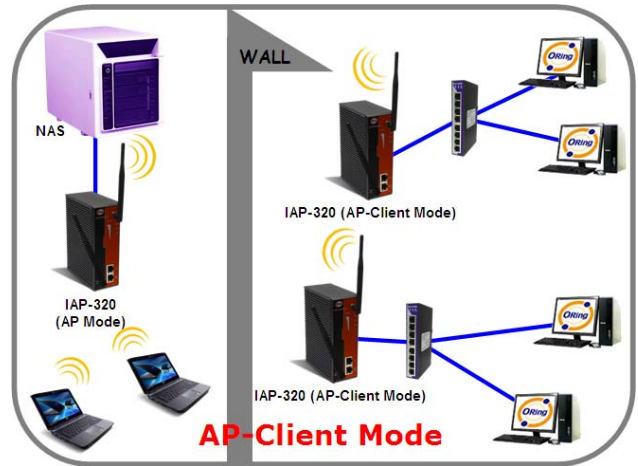 WALL
NAS
IAP-320
(AP Mode)
ORing
ORing
IAP-320 (AP-Client Mode)
ORing
ORing
IAP-320 (AP-Client Mode)
AP-Client Mode